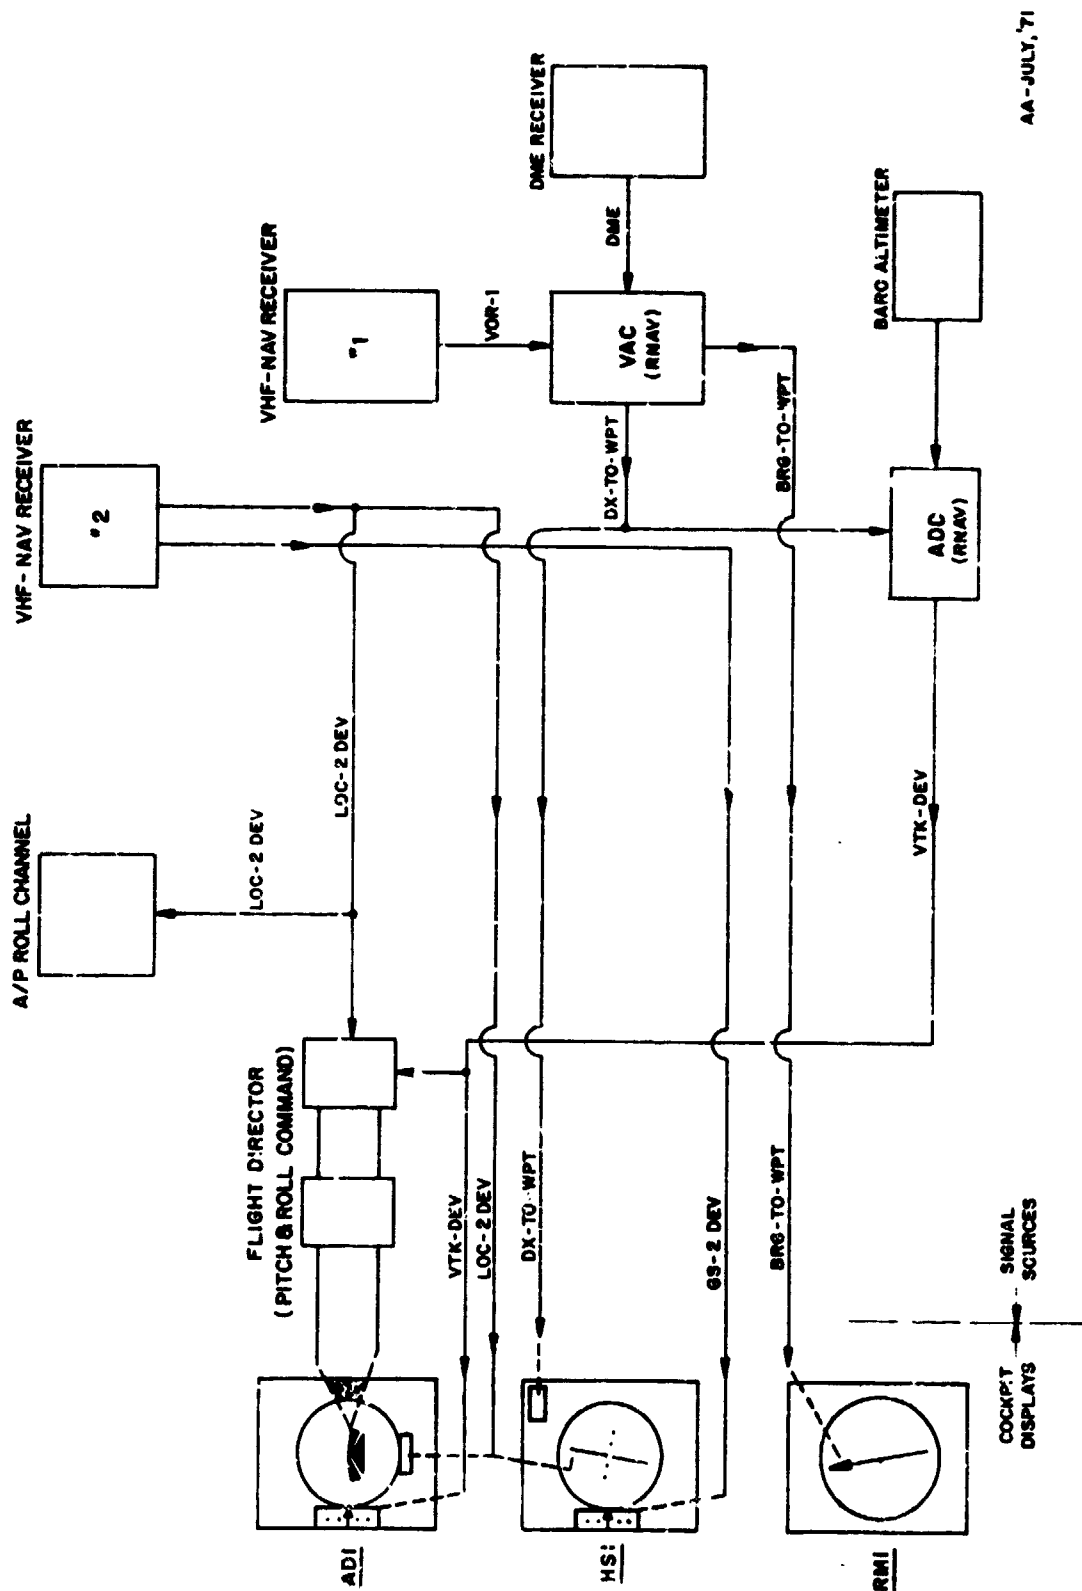 VHF-NAV RECEIVER
#2
A/P ROLL CHANNEL
LOC-2 DEV
LOC-2 DEV
FLIGHT DIRECTOR
(PITCH & ROLL COMMAND)
ADI
VHF-NAV RECEIVER
#1
VOR-1
DME RECEIVER
DME
VAC
(RNAV)
DX-TO-WPT
BRG-TO-WPT
VTK-DEV
LOC-2 DEV
DX-TO-WPT
HSI
GS-2 DEV
BARO ALTIMETER
ADC
(RNAV)
VTK-DEV
BRG-TO-WPT
RMI
COCKPIT
DISPLAYS
SIGNAL
SOURCES
AA-JULY,'71